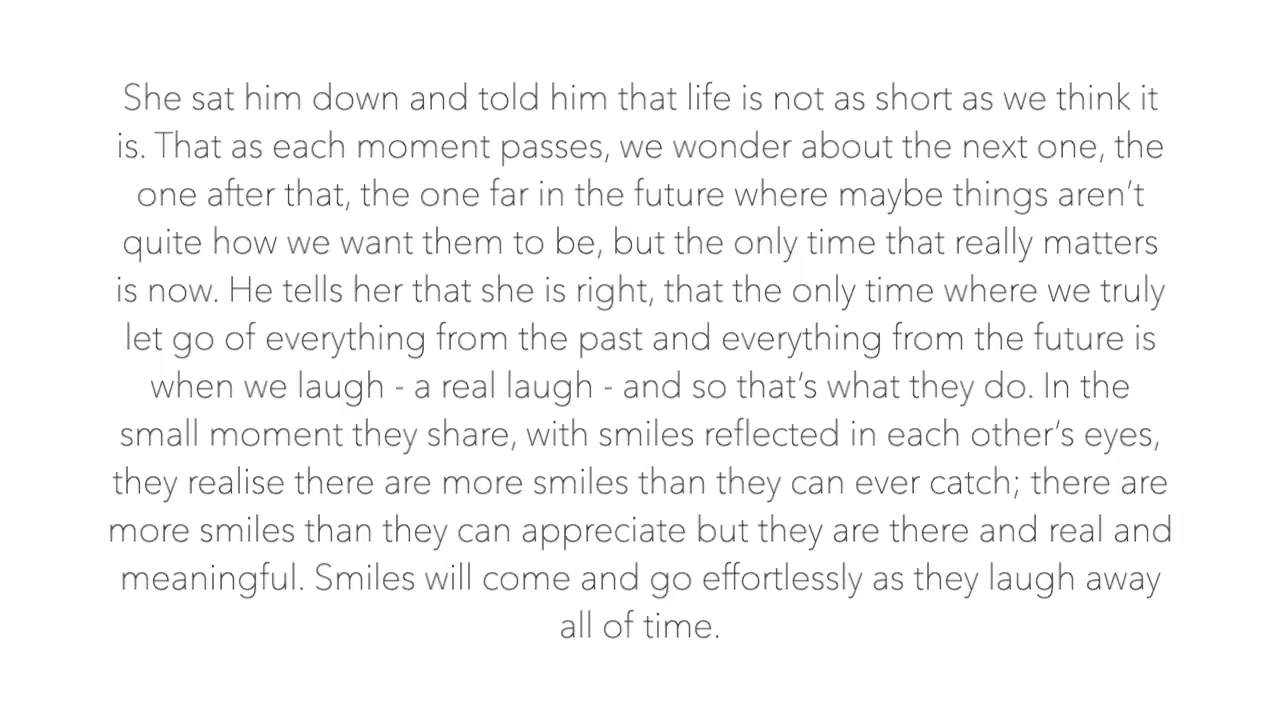 She sat him down and told him that life is not as short as we think it
is. That as each moment passes, we wonder about the next one, the
one after that, the one far in the future where maybe things aren’t
quite how we want them to be, but the only time that really matters
is now. He tells her that she is right, that the only time where we truly
let go of everything from the past and everything from the future is
when we laugh - a real laugh - and so that’s what they do. In the
small moment they share, with smiles reflected in each other’s eyes,
they realise there are more smiles than they can ever catch; there are
more smiles than they can appreciate but they are there and real and
meaningful. Smiles will come and go effortlessly as they laugh away
all of time.